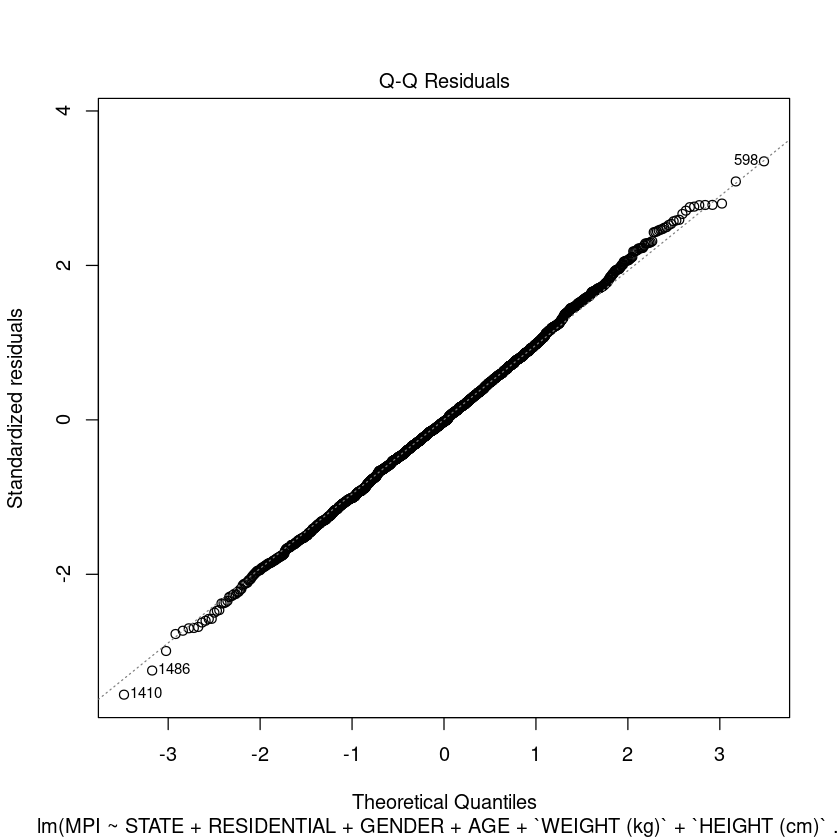 Q-Q Residuals
4
2
0
-2
Standardized residuals
598
1486
1410
-3 -2 -1 0 1 2 3
Theoretical Quantiles
lm(MPI ~ STATE + RESIDENTIAL + GENDER + AGE + `WEIGHT (kg)` + `HEIGHT (cm)` .